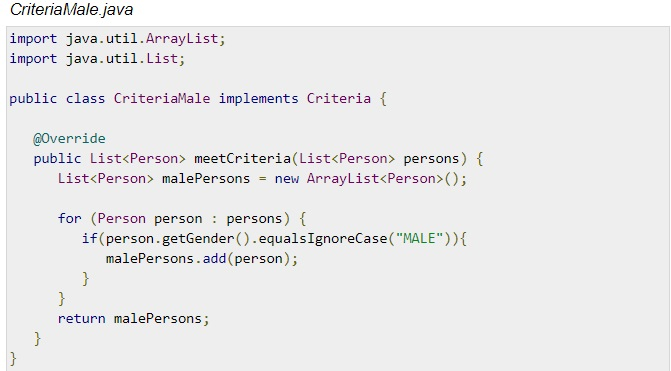 CriteriaMale.java
import java.util.ArrayList;
import java.util.List;
public class CriteriaMale implements Criteria {
@Override
public List<Person> meetCriteria(List<Person> persons) {
List<Person> malePersons = new ArrayList<Person>();
for (Person person : persons) {
if(person.getGender().equalsIgnoreCase("MALE")){
malePersons.add(person);
}
}
return malePersons;
}
}